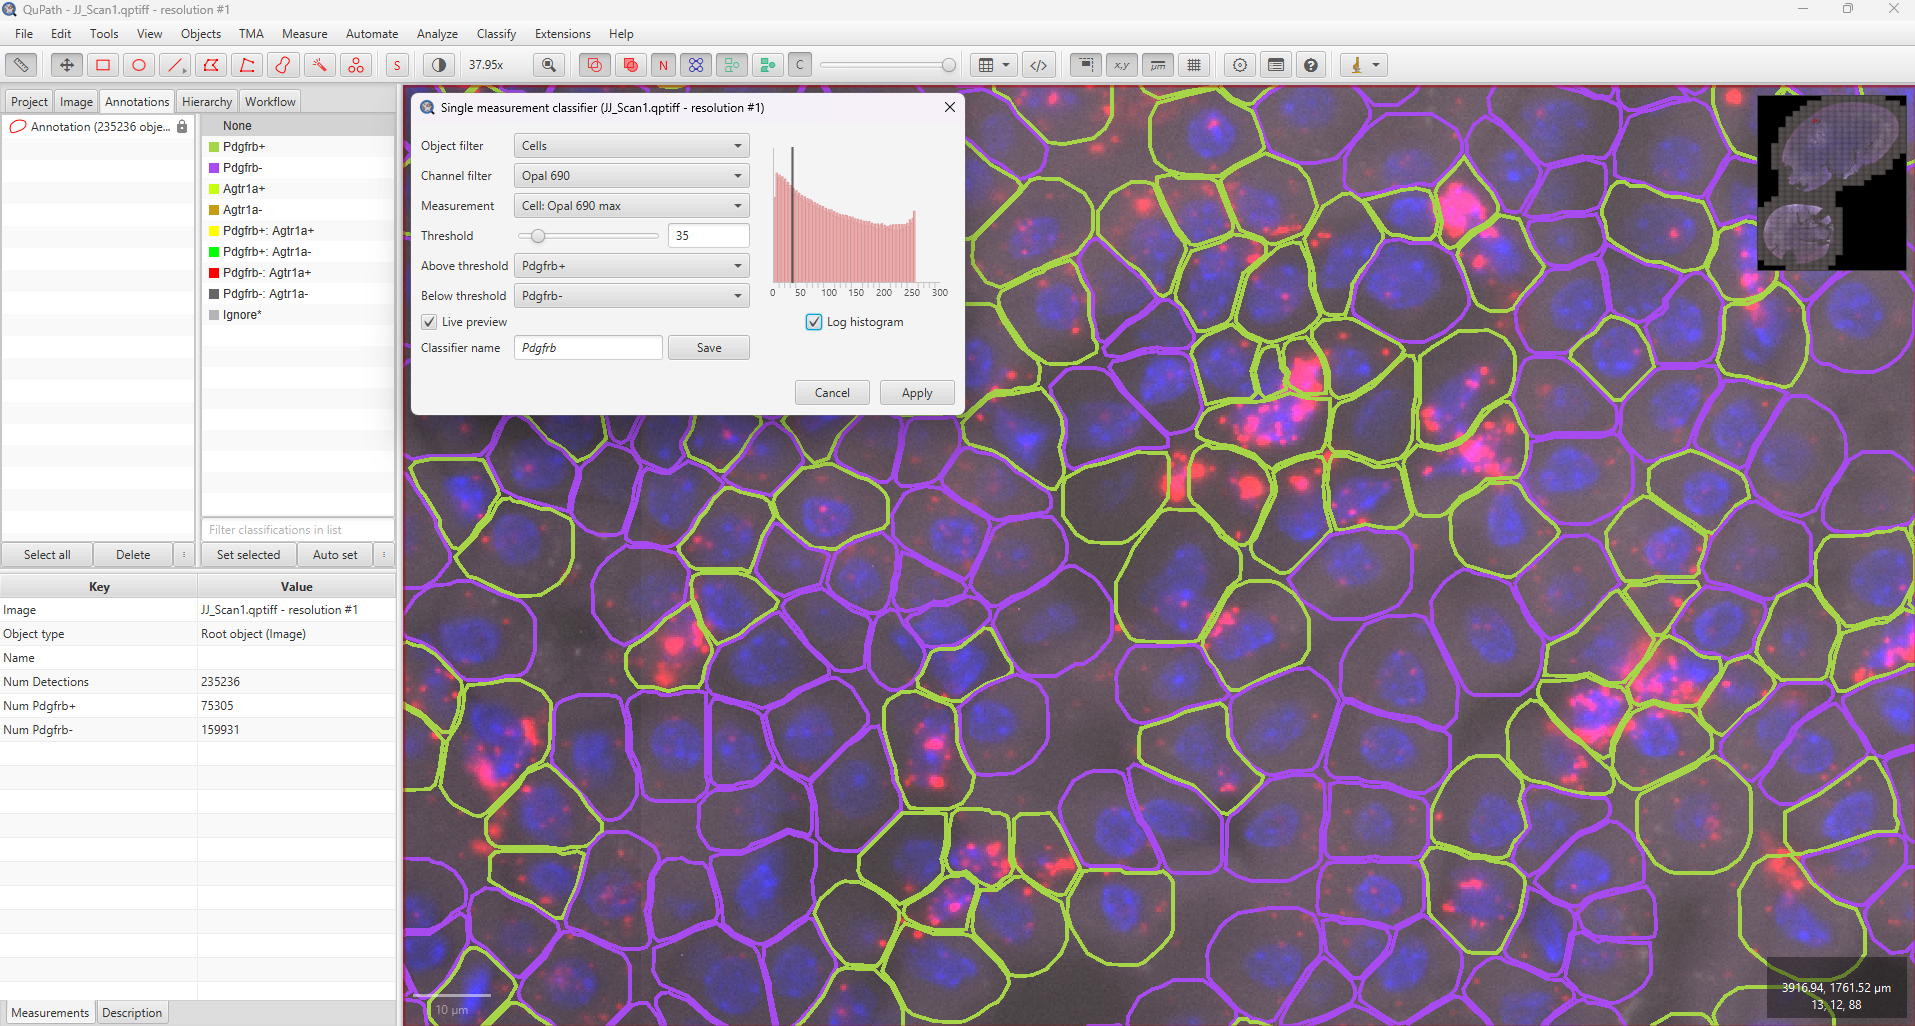 QuPath - JJ_Scan1.qptiff - resolution #1
File Edit Tools View Objects TMA Measure Automate Analyze Classify Extensions Help
S 37.95x N C </> x,y μm
Project Image Annotations Hierarchy Workflow
Annotation (235236 obje...
None
Pdgfrb+
Pdgfrb-
Agtr1a+
Agtr1a-
Pdgfrb+: Agtr1a+
Pdgfrb+: Agtr1a-
Pdgfrb-: Agtr1a+
Pdgfrb-: Agtr1a-
Ignore*
Filter classifications in list
Select all Delete Set selected Auto set
Key Value
Image JJ_Scan1.qptiff - resolution #1
Object type Root object (Image)
Name
Num Detections 235236
Num Pdgfrb+ 75305
Num Pdgfrb- 159931
Measurements Description
Single measurement classifier (JJ_Scan1.qptiff - resolution #1)
Object filter Cells
Channel filter Opal 690
Measurement Cell: Opal 690 max
Threshold 35
Above threshold Pdgfrb+
Below threshold Pdgfrb-
0 50 100 150 200 250 300
Live preview Log histogram
Classifier name Pdgfrb Save
Cancel Apply
10 μm
3916.94, 1761.52 μm
13, 12, 88